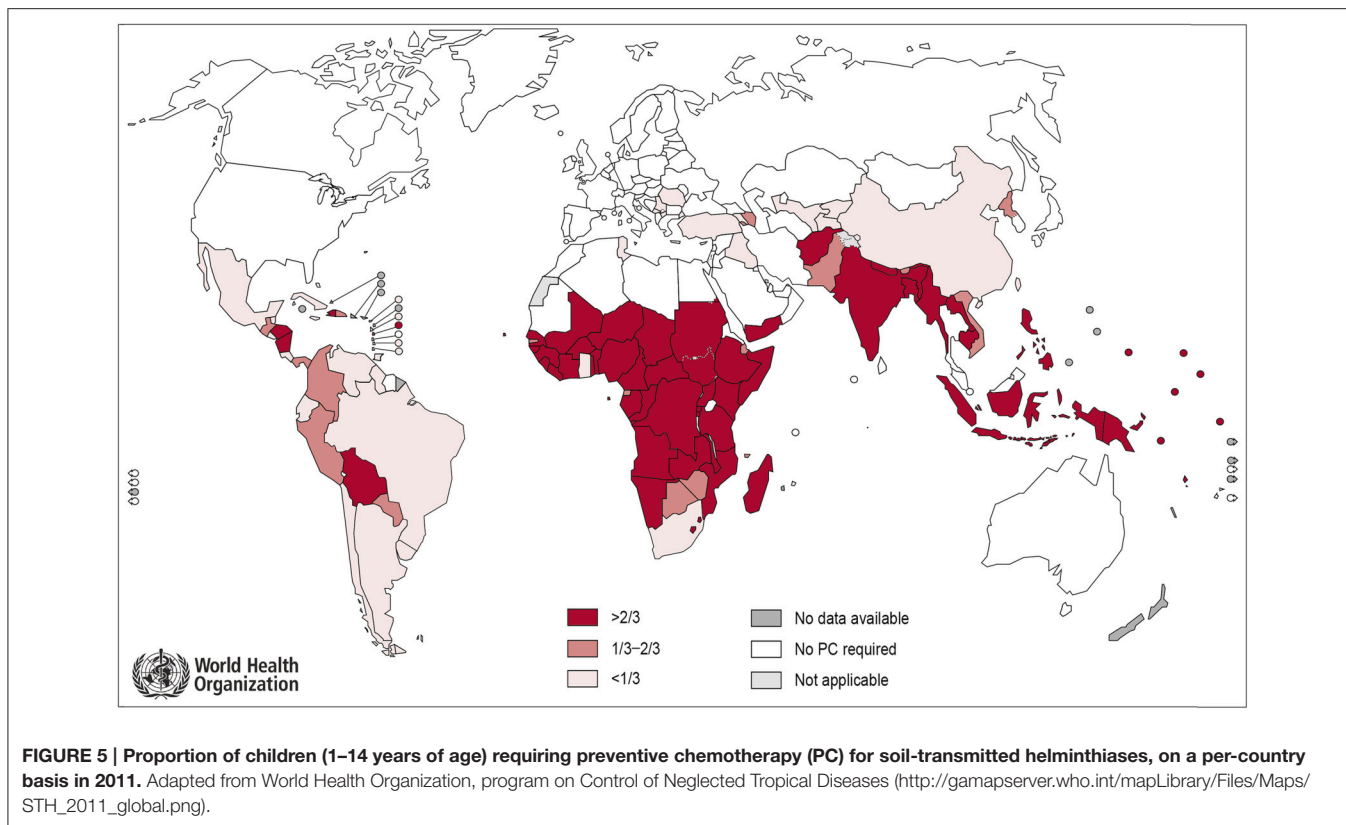 >2/3
1/3–2/3
<1/3
No data available
No PC required
Not applicable
World Health
Organization
FIGURE 5 | Proportion of children (1–14 years of age) requiring preventive chemotherapy (PC) for soil-transmitted helminthiases, on a per-country
basis in 2011. Adapted from World Health Organization, program on Control of Neglected Tropical Diseases (http://gamapserver.who.int/mapLibrary/Files/Maps/
STH_2011_global.png).